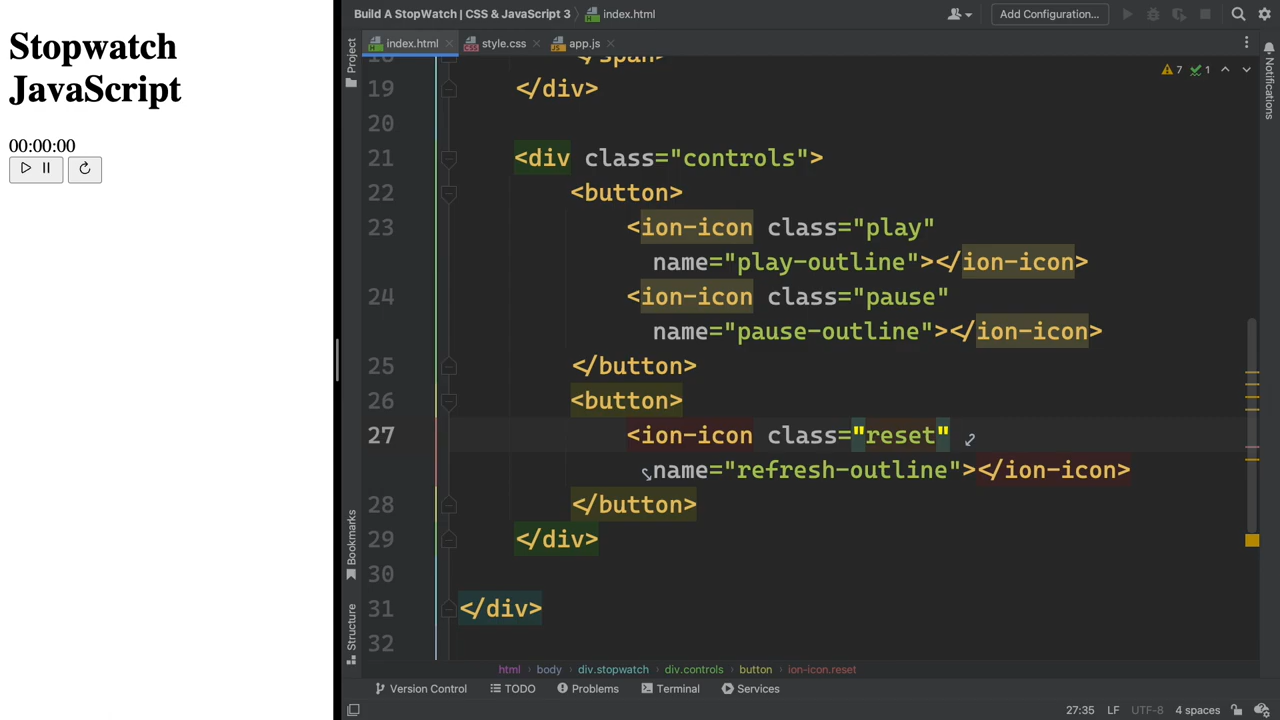 Build A StopWatch | CSS & JavaScript 3
index.html
Add Configuration...
Stopwatch
JavaScript
00:00:00
Project
index.html
style.css
app.js
Notifications
7
1
18 </span>
19 </div>
20
21 <div class="controls">
22 <button>
23 <ion-icon class="play"
name="play-outline"></ion-icon>
24 <ion-icon class="pause"
name="pause-outline"></ion-icon>
25 </button>
26 <button>
27 <ion-icon class="reset"
name="refresh-outline"></ion-icon>
28 </button>
29 </div>
30
31 </div>
32
Bookmarks
Structure
html body div.stopwatch div.controls button ion-icon.reset
Version Control TODO Problems Terminal Services
27:35 LF UTF-8 4 spaces